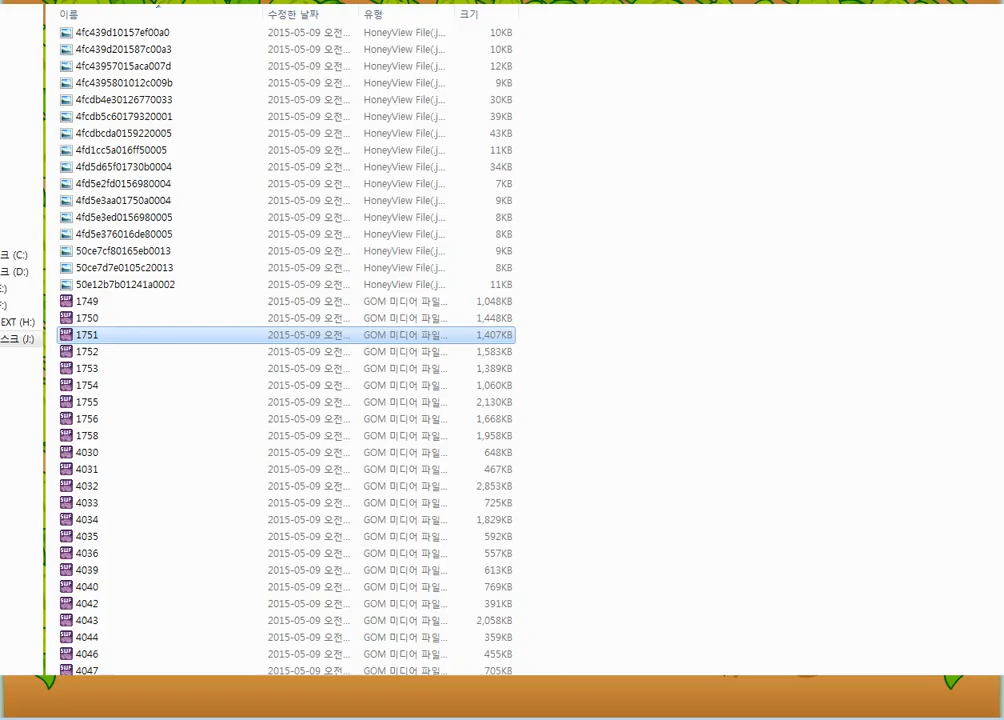 이름 수정한 날짜 유형 크기
4fc439d10157ef00a0 2015-05-09 오전... HoneyView File(.j... 10KB
4fc439d201587c00a3 2015-05-09 오전... HoneyView File(.j... 10KB
4fc43957015aca007d 2015-05-09 오전... HoneyView File(.j... 12KB
4fc4395801012c009b 2015-05-09 오전... HoneyView File(.j... 9KB
4fcdb4e30126770033 2015-05-09 오전... HoneyView File(.j... 30KB
4fcdb5c60179320001 2015-05-09 오전... HoneyView File(.j... 39KB
4fcdbcda0159220005 2015-05-09 오전... HoneyView File(.j... 43KB
4fd1cc5a016ff50005 2015-05-09 오전... HoneyView File(.j... 11KB
4fd5d65f01730b0004 2015-05-09 오전... HoneyView File(.j... 34KB
4fd5e2fd0156980004 2015-05-09 오전... HoneyView File(.j... 7KB
4fd5e3aa01750a0004 2015-05-09 오전... HoneyView File(.j... 9KB
4fd5e3ed0156980005 2015-05-09 오전... HoneyView File(.j... 8KB
4fd5e376016de80005 2015-05-09 오전... HoneyView File(.j... 8KB
크 (C:) 50ce7cf80165eb0013 2015-05-09 오전... HoneyView File(.j... 9KB
크 (D:) 50ce7d7e0105c20013 2015-05-09 오전... HoneyView File(.j... 8KB
E:) 50e12b7b01241a0002 2015-05-09 오전... HoneyView File(.j... 11KB
F:) 1749 2015-05-09 오전... GOM 미디어 파일... 1,048KB
EXT (H:) 1750 2015-05-09 오전... GOM 미디어 파일... 1,448KB
스크 (J:) 1751 2015-05-09 오전... GOM 미디어 파일... 1,407KB
1752 2015-05-09 오전... GOM 미디어 파일... 1,583KB
1753 2015-05-09 오전... GOM 미디어 파일... 1,389KB
1754 2015-05-09 오전... GOM 미디어 파일... 1,060KB
1755 2015-05-09 오전... GOM 미디어 파일... 2,130KB
1756 2015-05-09 오전... GOM 미디어 파일... 1,668KB
1758 2015-05-09 오전... GOM 미디어 파일... 1,958KB
4030 2015-05-09 오전... GOM 미디어 파일... 648KB
4031 2015-05-09 오전... GOM 미디어 파일... 467KB
4032 2015-05-09 오전... GOM 미디어 파일... 2,853KB
4033 2015-05-09 오전... GOM 미디어 파일... 725KB
4034 2015-05-09 오전... GOM 미디어 파일... 1,829KB
4035 2015-05-09 오전... GOM 미디어 파일... 592KB
4036 2015-05-09 오전... GOM 미디어 파일... 557KB
4039 2015-05-09 오전... GOM 미디어 파일... 613KB
4040 2015-05-09 오전... GOM 미디어 파일... 769KB
4042 2015-05-09 오전... GOM 미디어 파일... 391KB
4043 2015-05-09 오전... GOM 미디어 파일... 2,058KB
4044 2015-05-09 오전... GOM 미디어 파일... 359KB
4046 2015-05-09 오전... GOM 미디어 파일... 455KB
4047 2015-05-09 오전... GOM 미디어 파일... 705KB